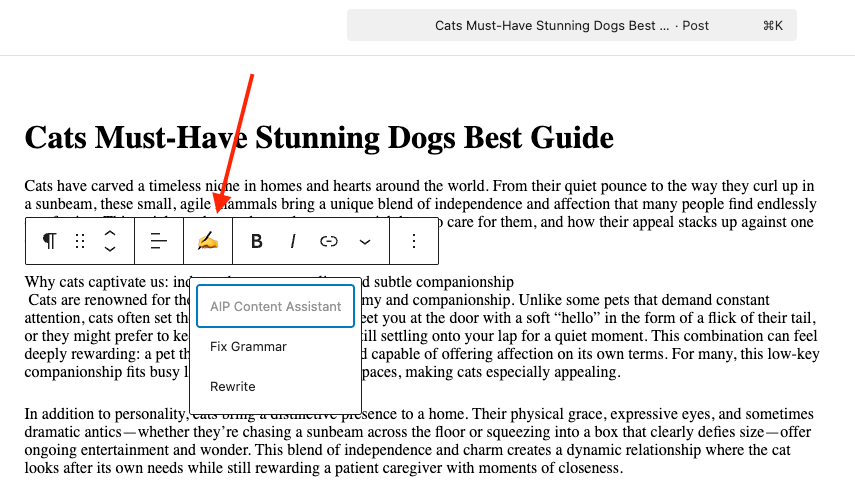 Cats Must-Have Stunning Dogs Best ... · Post ⌘K
Cats Must-Have Stunning Dogs Best Guide
Cats have carved a timeless niche in homes and hearts around the world. From their quiet pounce to the way they curl up in
a sunbeam, these small, agile mammals bring a unique blend of independence and affection that many people find endlessly
care for them, and how their appeal stacks up against one
B I
Why cats captivate us: d subtle companionship
Cats are renowned for the my and companionship. Unlike some pets that demand constant
attention, cats often set the eet you at the door with a soft “hello” in the form of a flick of their tail,
or they might prefer to ke ill settling onto your lap for a quiet moment. This combination can feel
deeply rewarding: a pet th d capable of offering affection on its own terms. For many, this low-key
companionship fits busy l paces, making cats especially appealing.
AIP Content Assistant
Fix Grammar
Rewrite
In addition to personality, cats bring a distinctive presence to a home. Their physical grace, expressive eyes, and sometimes
dramatic antics—whether they’re chasing a sunbeam across the floor or squeezing into a box that clearly defies size—offer
ongoing entertainment and wonder. This blend of independence and charm creates a dynamic relationship where the cat
looks after its own needs while still rewarding a patient caregiver with moments of closeness.